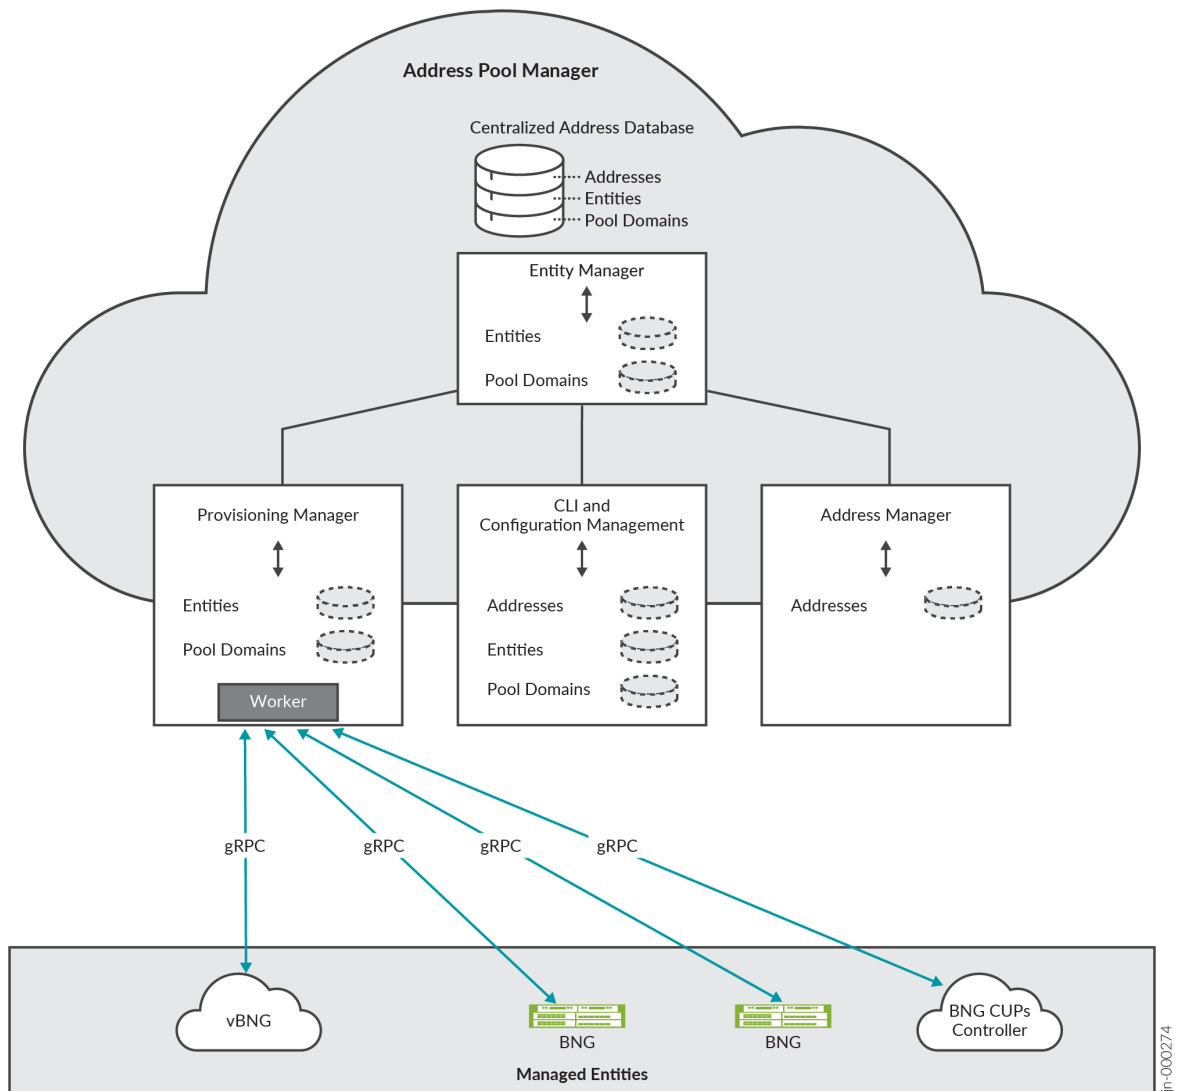 Address Pool Manager
Centralized Address Database
Addresses
Entities
Pool Domains
Entity Manager
Entities
Pool Domains
Provisioning Manager
Entities
Pool Domains
Worker
CLI and
Configuration Management
Addresses
Entities
Pool Domains
Address Manager
Addresses
gRPC
gRPC
gRPC
gRPC
vBNG
BNG
BNG
BNG CUPs
Controller
Managed Entities
jn-000274